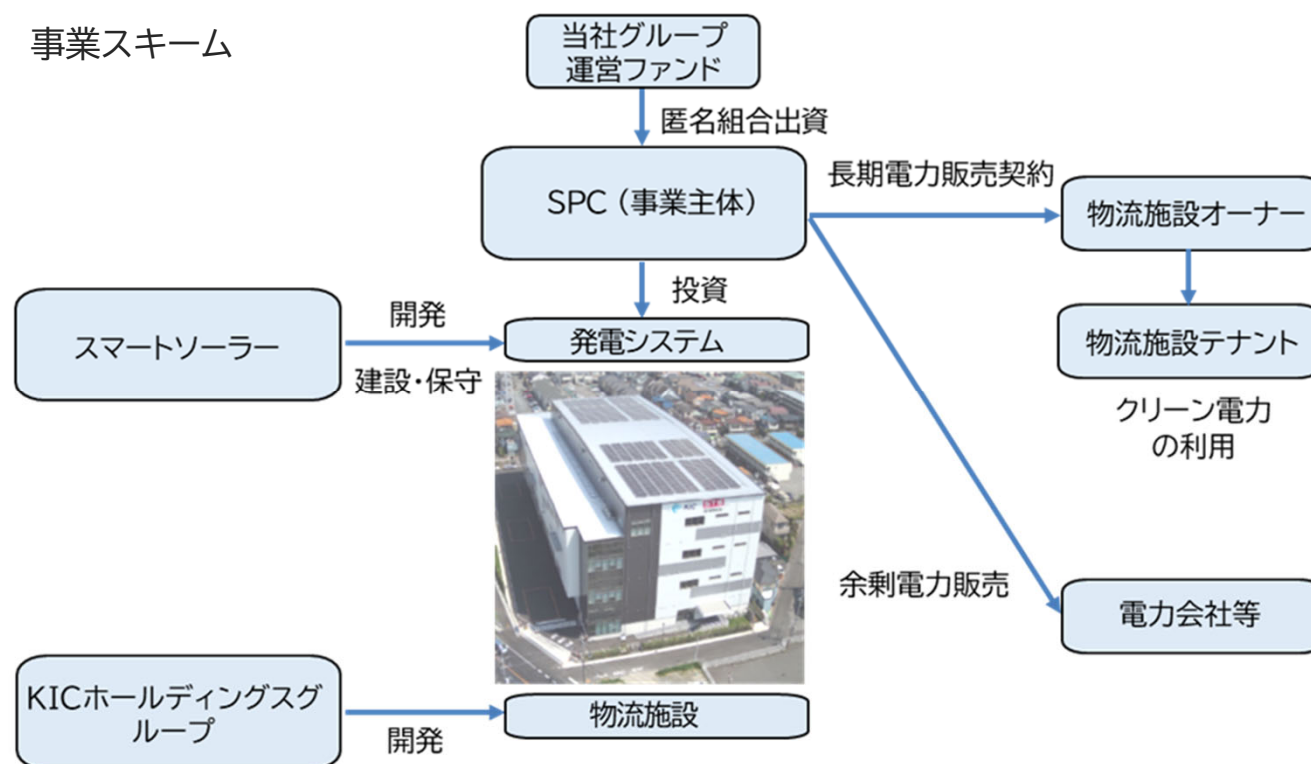 事業スキーム
当社グループ
運営ファンド
匿名組合出資
SPC（事業主体）
長期電力販売契約
物流施設オーナー
投資
開発
スマートソーラー
発電システム
物流施設テナント
建設・保守
クリーン電力
の利用
KIC
余剰電力販売
電力会社等
KICホールディングスグ
ループ
物流施設
開発